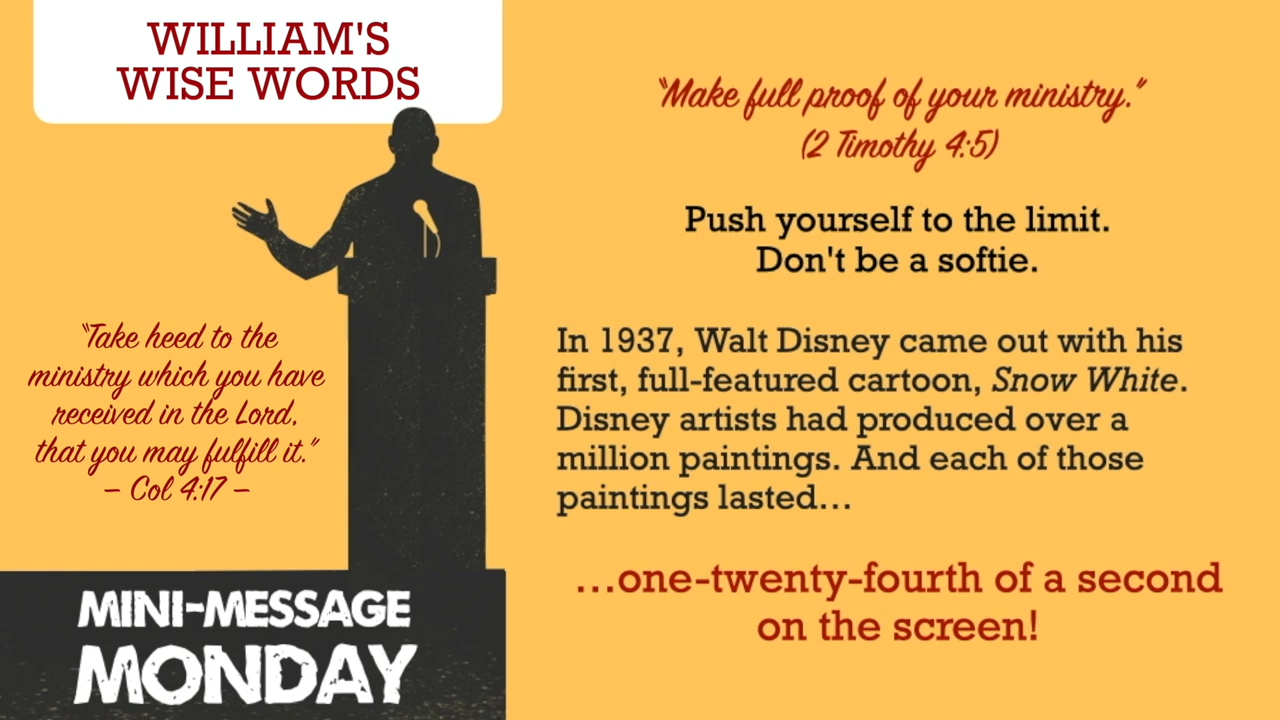 WILLIAM'S
WISE WORDS
"Take heed to the
ministry which you have
received in the Lord,
that you may fulfill it."
– Col 4:17 –
MINI-MESSAGE
MONDAY
"Make full proof of your ministry."
(2 Timothy 4:5)
Push yourself to the limit.
Don't be a softie.
In 1937, Walt Disney came out with his
first, full-featured cartoon, Snow White.
Disney artists had produced over a
million paintings. And each of those
paintings lasted...
...one-twenty-fourth of a second
on the screen!